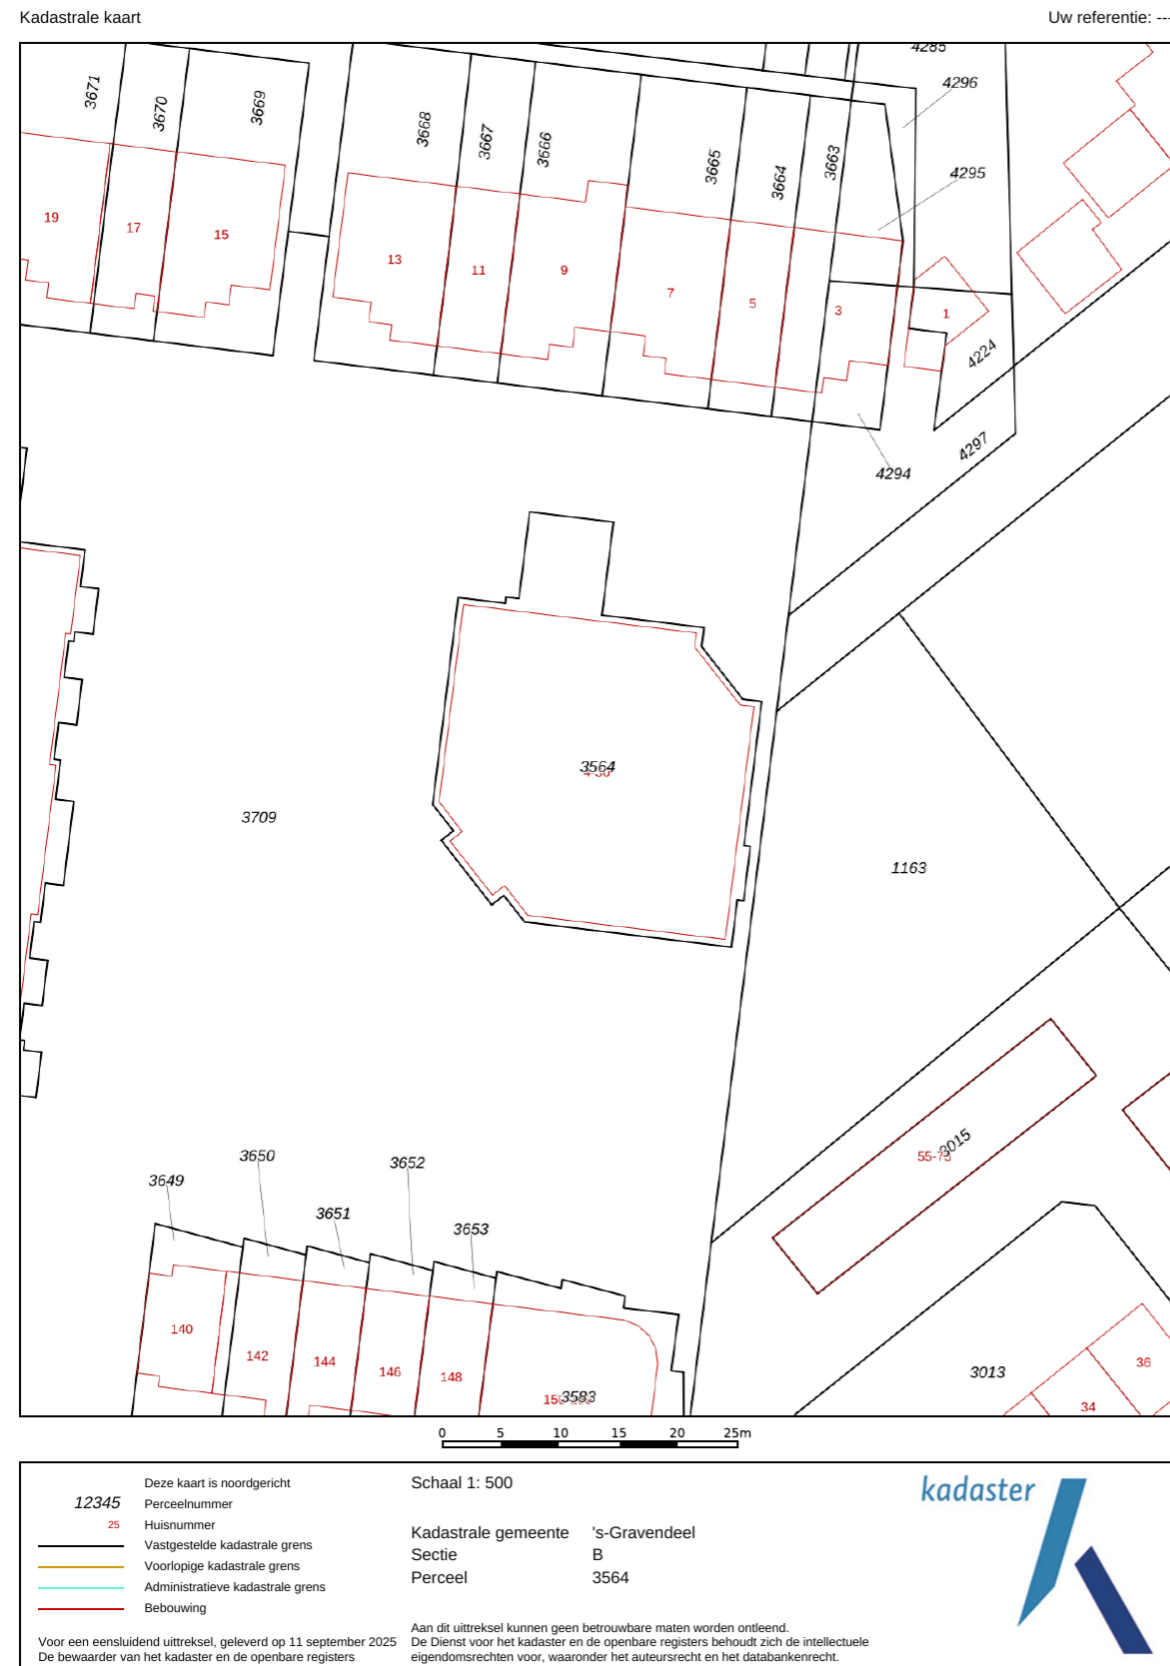 Kadastrale kaart
Uw referentie: ---
4285
4296
3671
3670
3669
3668
3667
3666
3665
3664
3663
4295
19
17
15
13
11
9
7
5
3
1
4224
4297
4294
3564
3709
1163
3015
55-75
3650
3652
3649
3651
3653
140
142
144
146
148
3583
3013
36
34
0 5 10 15 20 25m
Deze kaart is noordgericht
12345 Perceelnummer
25 Huisnummer
Vastgestelde kadastrale grens
Voorlopige kadastrale grens
Administratieve kadastrale grens
Bebouwing
Voor een eensluidend uittreksel, geleverd op 11 september 2025
De bewaarder van het kadaster en de openbare registers
Schaal 1: 500
Kadastrale gemeente 's-Gravendeel
Sectie B
Perceel 3564
Aan dit uittreksel kunnen geen betrouwbare maten worden ontleend.
De Dienst voor het kadaster en de openbare registers behoudt zich de intellectuele
eigendomsrechten voor, waaronder het auteursrecht en het databankenrecht.
kadaster